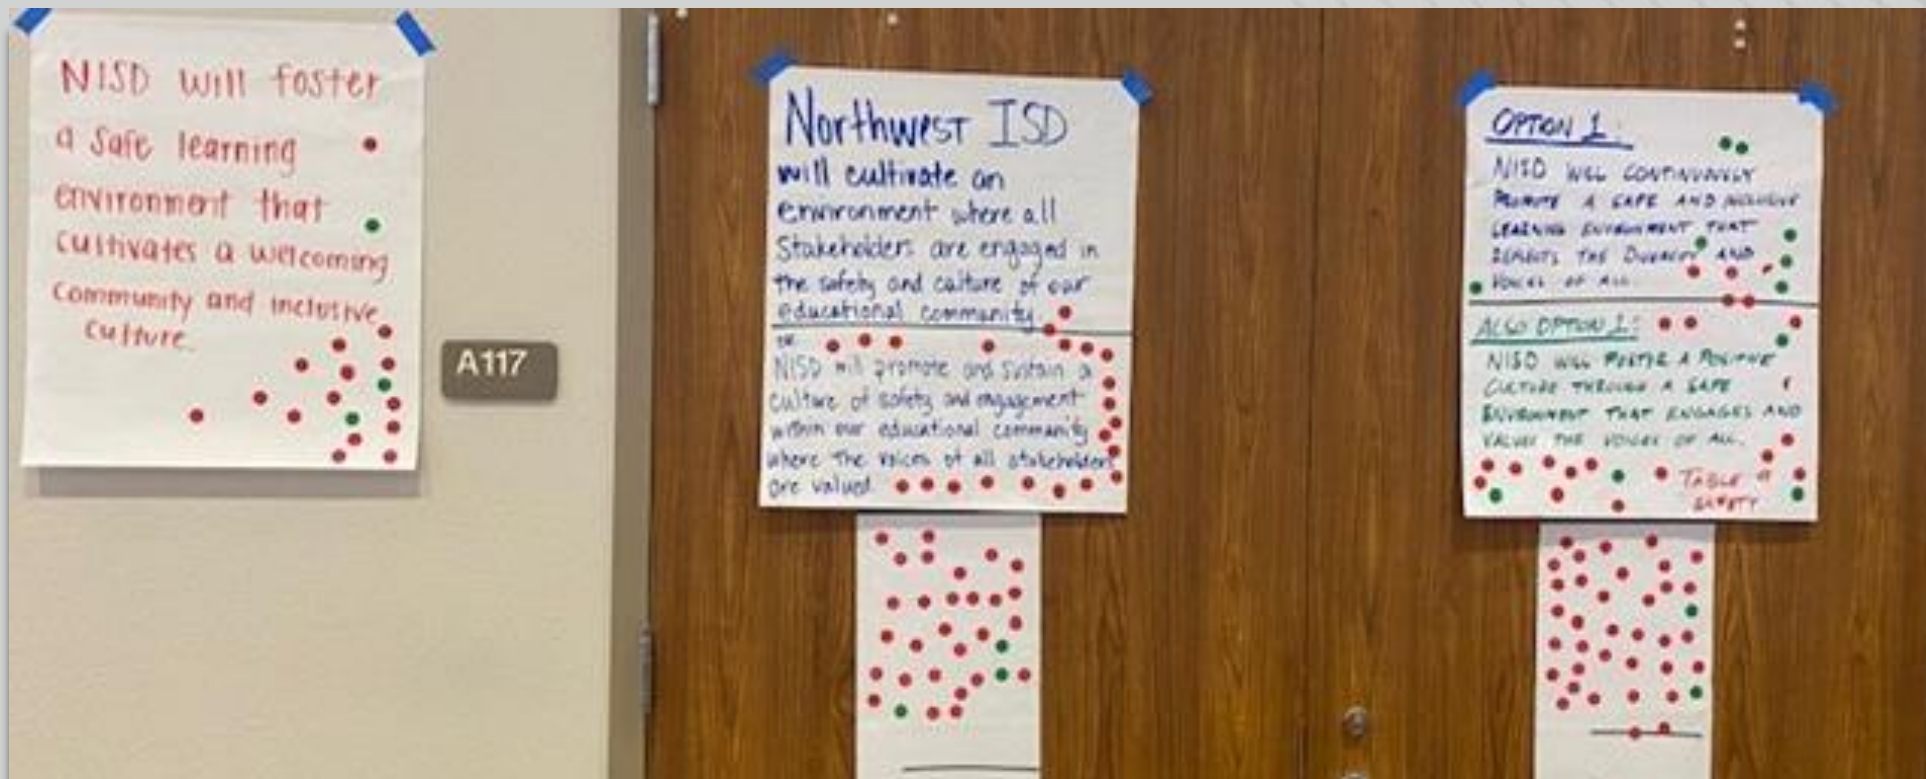 NISD will foster
a safe learning
environment that
cultivates a welcoming
community and inclusive
culture.
A117
Northwest ISD
will cultivate an
environment where all
Stakeholders are engaged in
the safety and culture of our
educational community.
or
NISD will promote and sustain a
culture of safety and engagement
within our educational community
where the voices of all stakeholders
are valued.
OPTION 1:
NISD WILL CONTINUOUSLY
PROMOTE A SAFE AND INCLUSIVE
LEARNING ENVIRONMENT THAT
REFLECTS THE DIVERSITY AND
VOICES OF ALL.
ALSO OPTION 1:
NISD WILL FOSTER A POSITIVE
CULTURE THROUGH A SAFE
ENVIRONMENT THAT ENGAGES AND
VALUES THE VOICES OF ALL.
TABLE
SAFETY